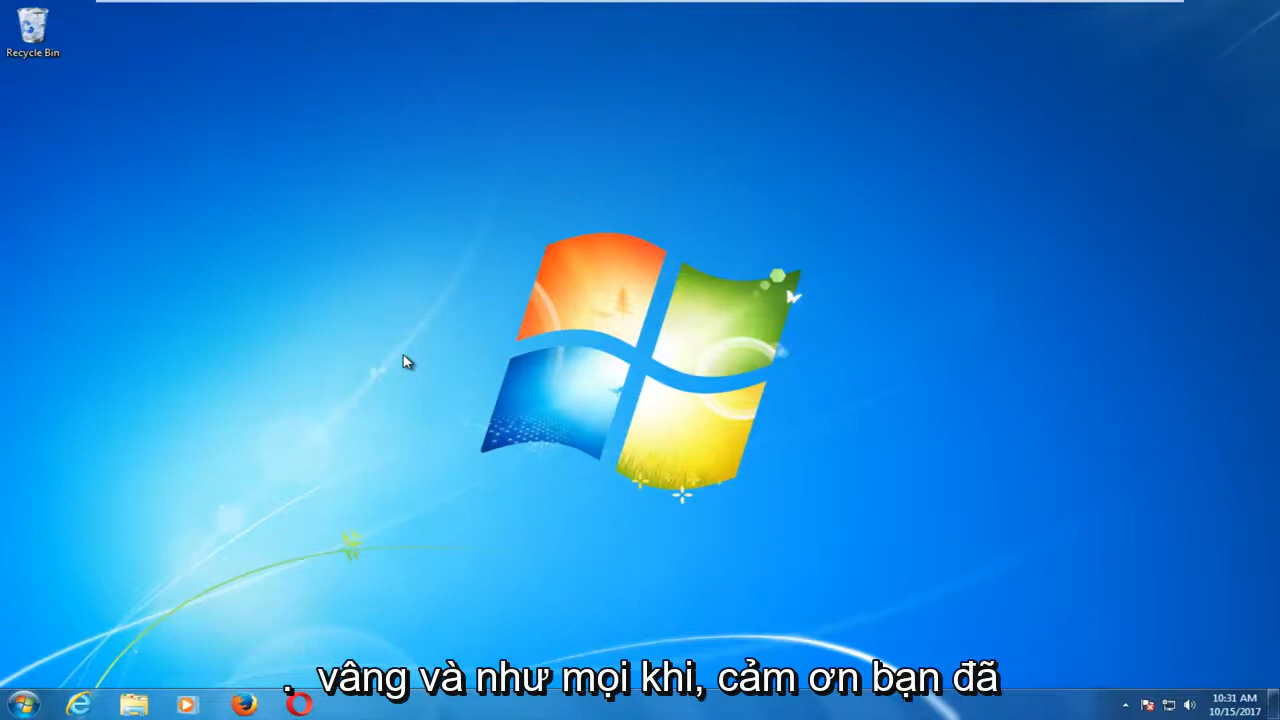 Recycle Bin
. vâng và như mọi khi, cảm ơn bạn đã
10:31 AM
10/15/2017